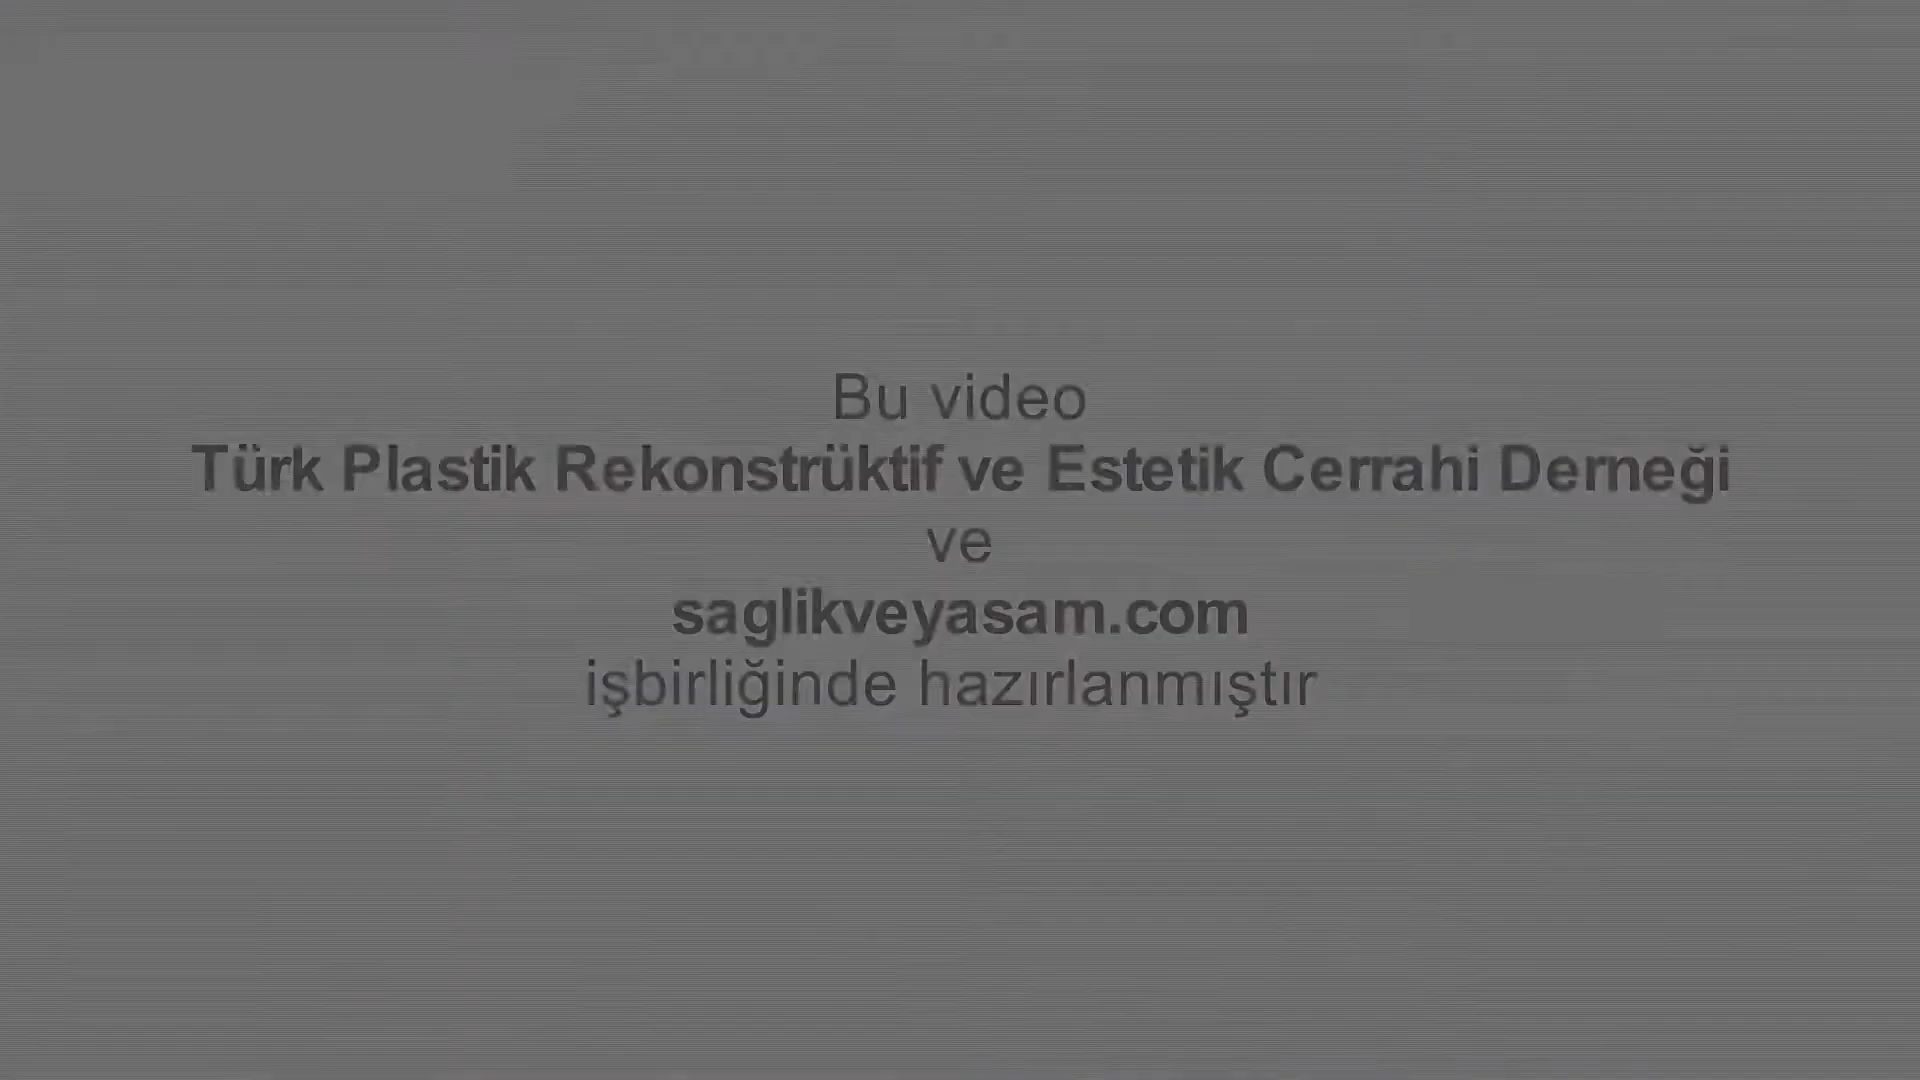 Bu video
Türk Plastik Rekonstrüktif ve Estetik Cerrahi Derneği
ve
saglikveyasam.com
işbirliğinde hazırlanmıştır